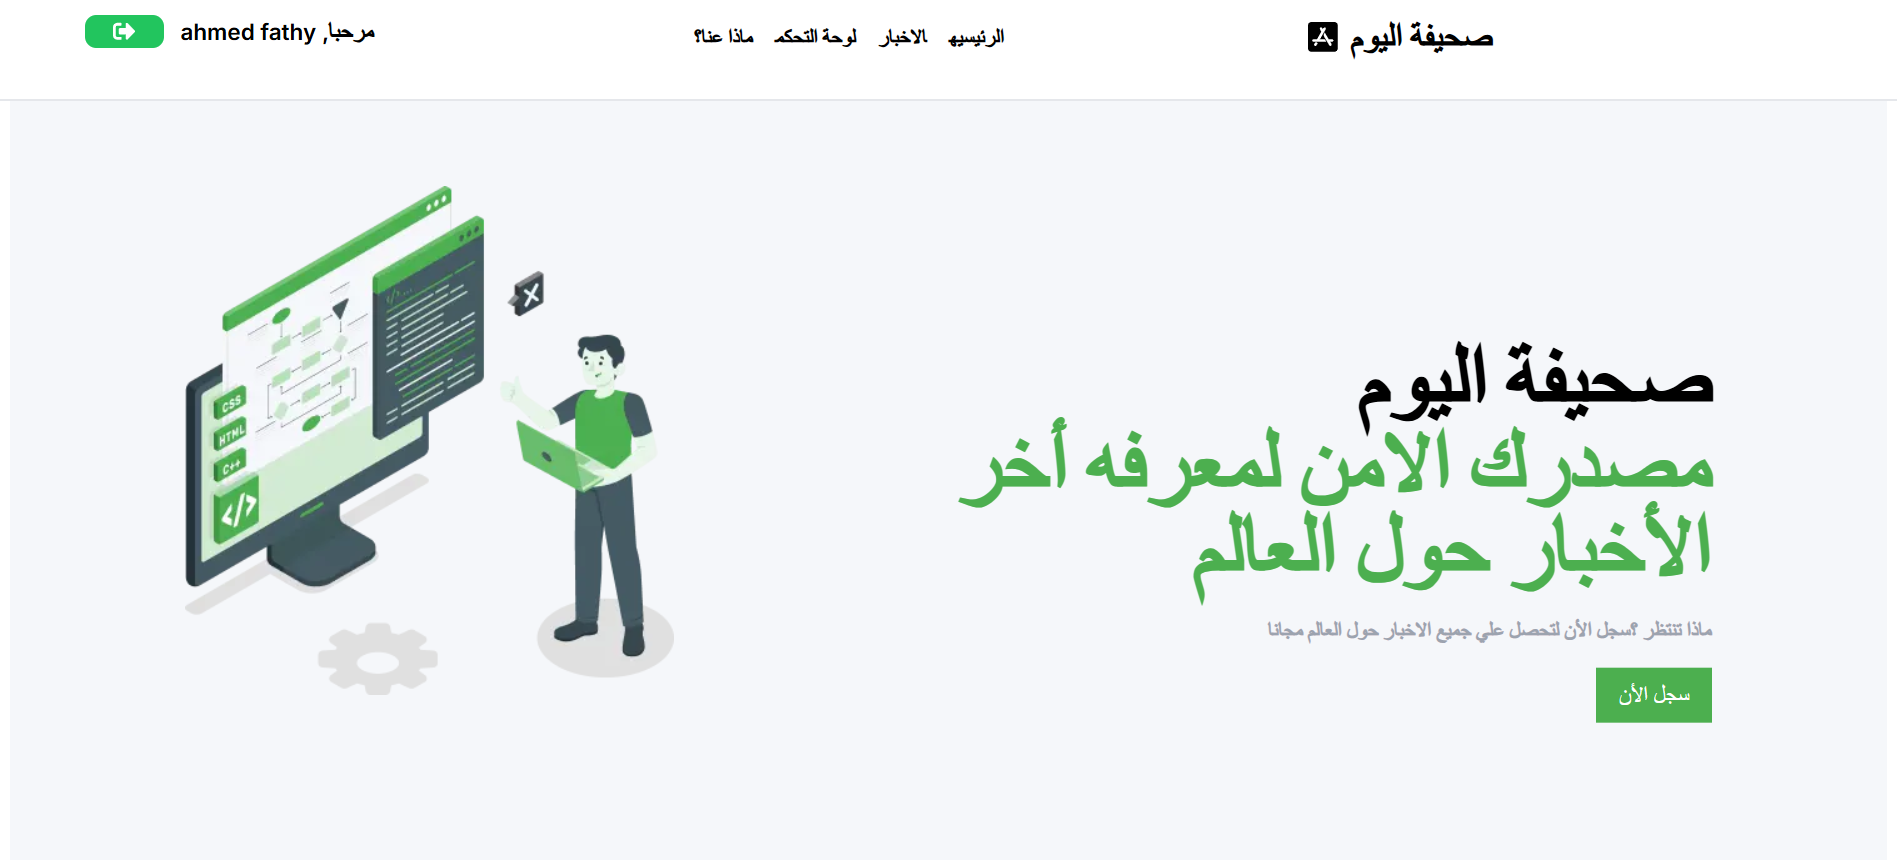 صحيفة اليوم
الرئيسيه الاخبار لوحة التحكم ماذا عنا؟
مرحبا, ahmed fathy
صحيفة اليوم
مصدرك الامن لمعرفه أخر
الأخبار حول العالم
ماذا تنتظر ؟سجل الأن لتحصل علي جميع الاخبار حول العالم مجانا
سجل الأن
CSS
HTML
C++
</>